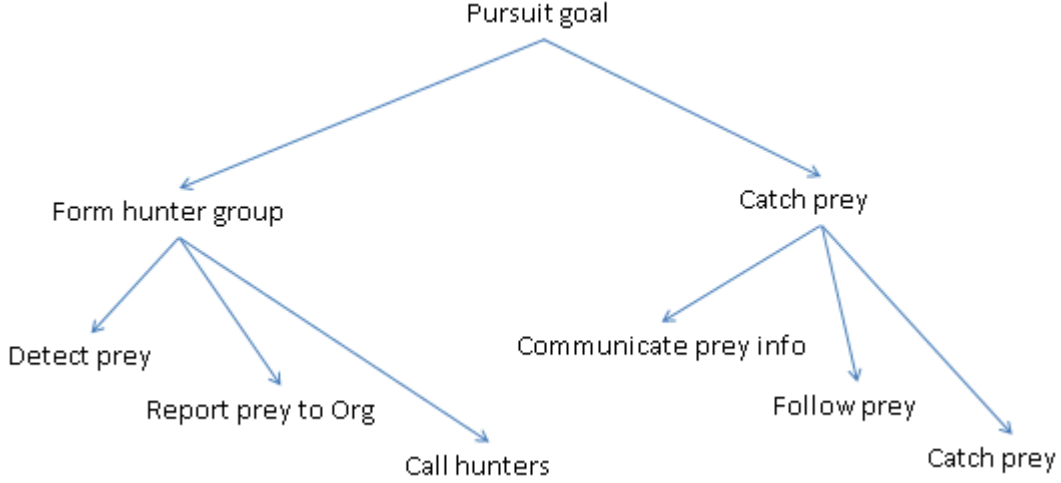 Pursuit goal
Form hunter group
Catch prey
Detect prey
Report prey to Org
Call hunters
Communicate prey info
Follow prey
Catch prey